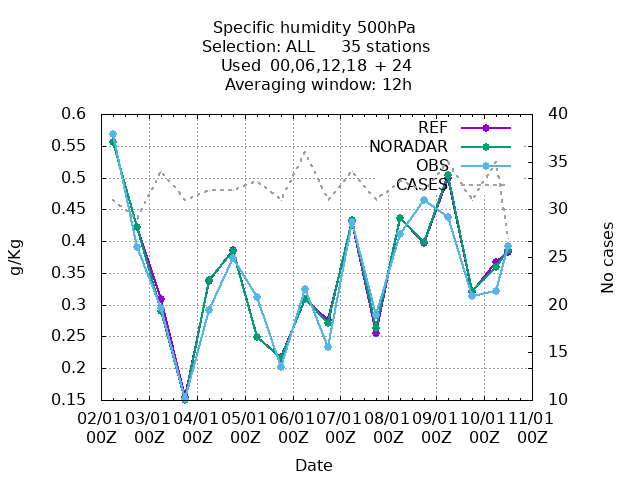 Specific humidity 500hPa
Selection: ALL 35 stations
Used 00,06,12,18 + 24
Averaging window: 12h
0.6
0.55
0.5
0.45
0.4
0.35
0.3
0.25
0.2
0.15
g/Kg
40
35
30
25
20
15
10
No cases
REF
NORADAR
OBS
CASES
02/01 03/01 04/01 05/01 06/01 07/01 08/01 09/01 10/01 11/01
00Z 00Z 00Z 00Z 00Z 00Z 00Z 00Z 00Z 00Z
Date